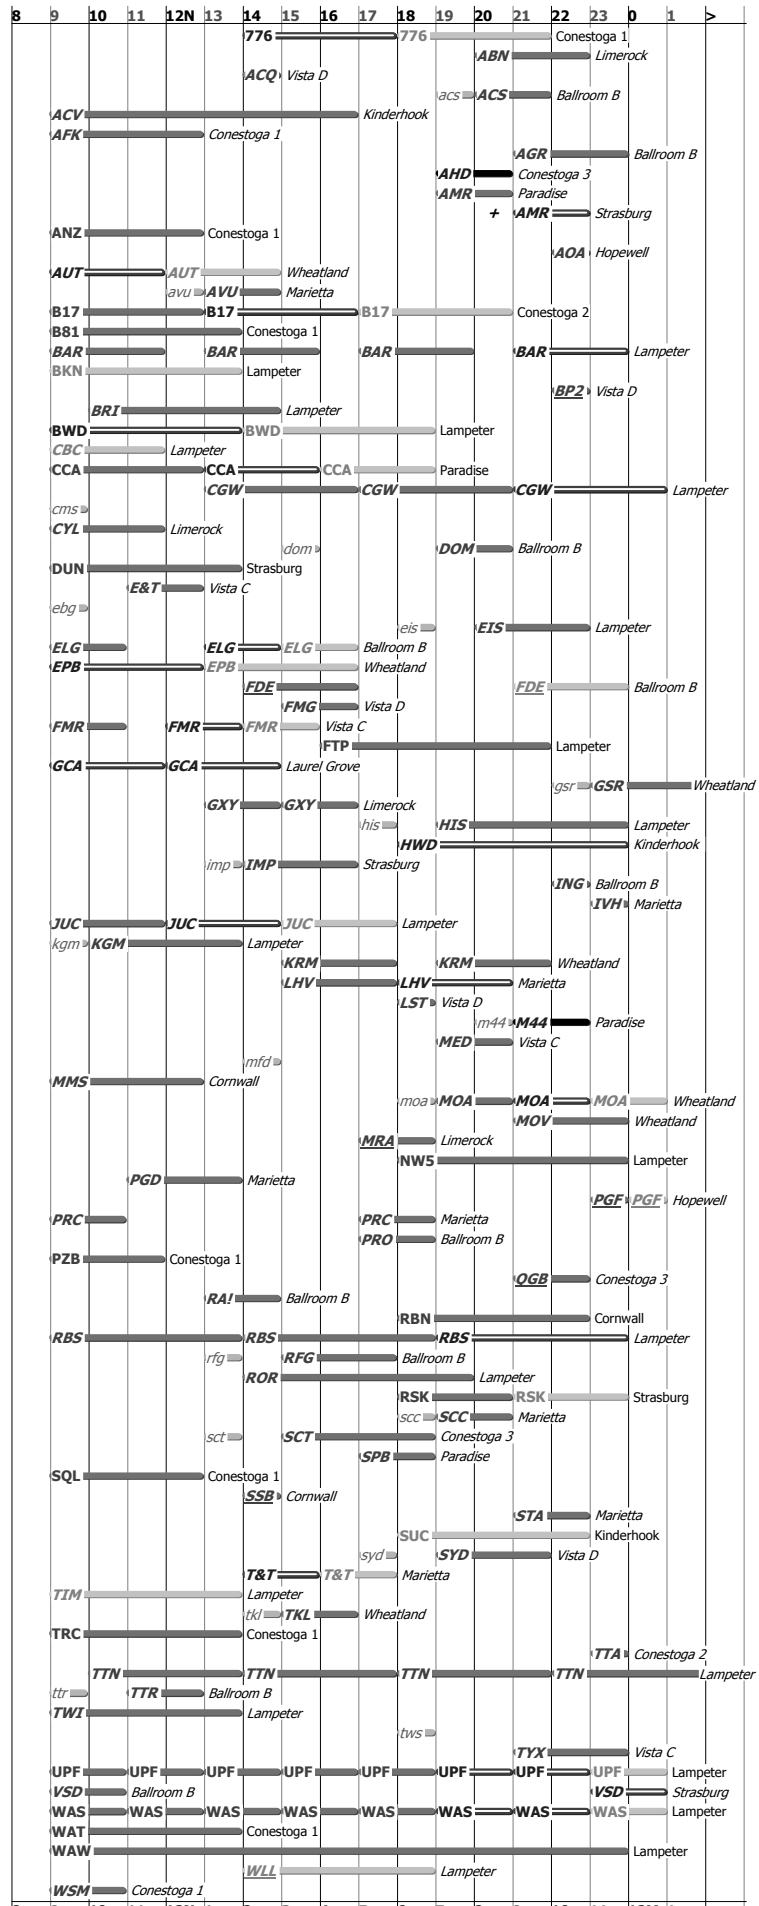 8 9 10 11 12N 13 14 15 16 17 18 19 20 21 22 23 0 1 >
776 776 Conestoga 1
ABN Limerock
ACQ Vista D
acs ACS Ballroom B
ACV Kinderhook
AFK Conestoga 1
AGR Ballroom B
AHD Conestoga 3
AMR Paradise
+ AMR Strasburg
ANZ Conestoga 1
AOA Hopewell
AUT AUT Wheatland
avu AVU Marietta
B17 B17 B17 Conestoga 2
B81 Conestoga 1
BAR BAR BAR BAR Lampeter
BKN Lampeter
BP2 Vista D
BRI Lampeter
BWD BWD Lampeter
CBC Lampeter
CCA CCA CCA Paradise
CGW CGW CGW Lampeter
cms
CYL Limerock
dom DOM Ballroom B
DUN Strasburg
E&T Vista C
ebg
eis EIS Lampeter
ELG ELG ELG Ballroom B
EPB EPB Wheatland
FDE FDE Ballroom B
FMG Vista D
FMR FMR FMR Vista C
FTP Lampeter
GCA GCA Laurel Grove
gsr GSR Wheatland
GXY GXY Limerock
his HIS Lampeter
HWD Kinderhook
imp IMP Strasburg
ING Ballroom B
IVH Marietta
JUC JUC JUC Lampeter
kgm KGM Lampeter
KRM KRM Wheatland
LHV LHV Marietta
LST Vista D
m44 M44 Paradise
MED Vista C
mfd
MMS Cornwall
moa MOA MOA MOA Wheatland
MOV Wheatland
MRA Limerock
NW5 Lampeter
PGD Marietta
PGF PGF Hopewell
PRC PRC Marietta
PRO Ballroom B
PZB Conestoga 1
QGB Conestoga 3
RA! Ballroom B
RBN Cornwall
RBS RBS RBS Lampeter
rfg RFG Ballroom B
ROR Lampeter
RSK RSK Strasburg
scc SCC Marietta
sct SCT Conestoga 3
SPB Paradise
SQL Conestoga 1
SSB Cornwall
STA Marietta
SUC Kinderhook
syd SYD Vista D
T&T T&T Marietta
TIM Lampeter
tkl TKL Wheatland
TRC Conestoga 1
TTA Conestoga 2
TTN TTN TTN TTN Lampeter
ttr TTR Ballroom B
TWI Lampeter
tws
TYX Vista C
UPF UPF UPF UPF UPF UPF UPF UPF Lampeter
VSD Ballroom B VSD Strasburg
WAS WAS WAS WAS WAS WAS WAS WAS Lampeter
WAT Conestoga 1
WAW Lampeter
WLL Lampeter
WSM Conestoga 1